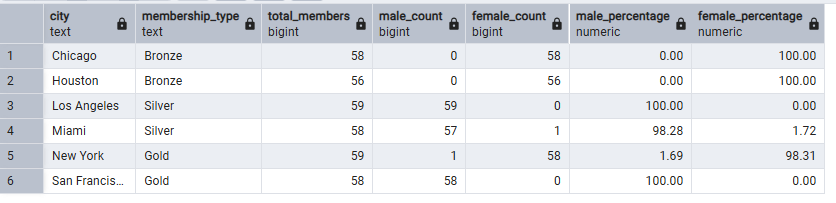 city membership_type total_members male_count female_count male_percentage female_percentage
text text bigint bigint bigint numeric numeric
1 Chicago Bronze 58 0 58 0.00 100.00
2 Houston Bronze 56 0 56 0.00 100.00
3 Los Angeles Silver 59 59 0 100.00 0.00
4 Miami Silver 58 57 1 98.28 1.72
5 New York Gold 59 1 58 1.69 98.31
6 San Francis... Gold 58 58 0 100.00 0.00